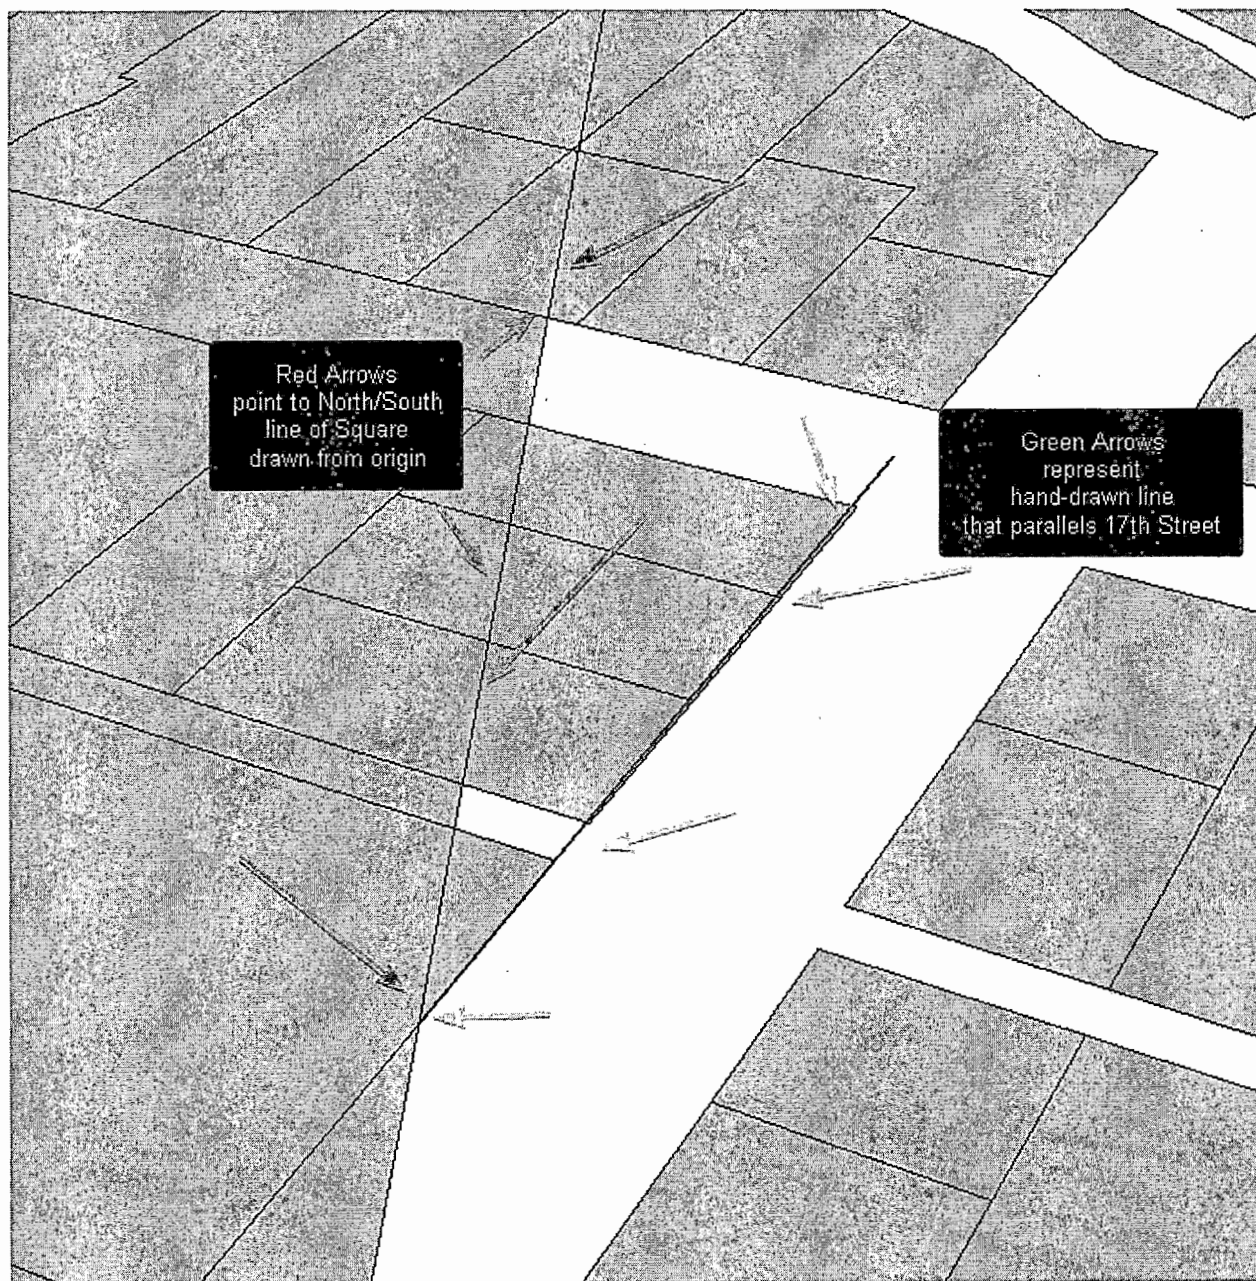 Red Arrows
point to North/South
line of Square
drawn from origin
Green Arrows
represent
hand-drawn line
that parallels 17th Street